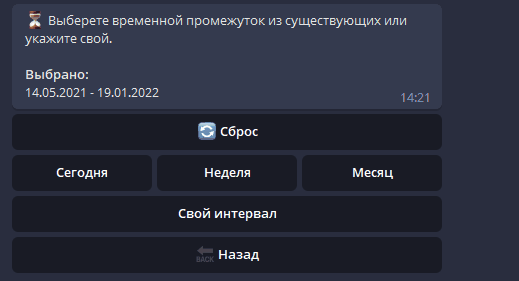 ⏳ Выберете временной промежуток из существующих или
укажите свой.
Выбрано:
14.05.2021 - 19.01.2022
14:21
🔄 Сброс
Сегодня
Неделя
Месяц
Свой интервал
BACK Назад